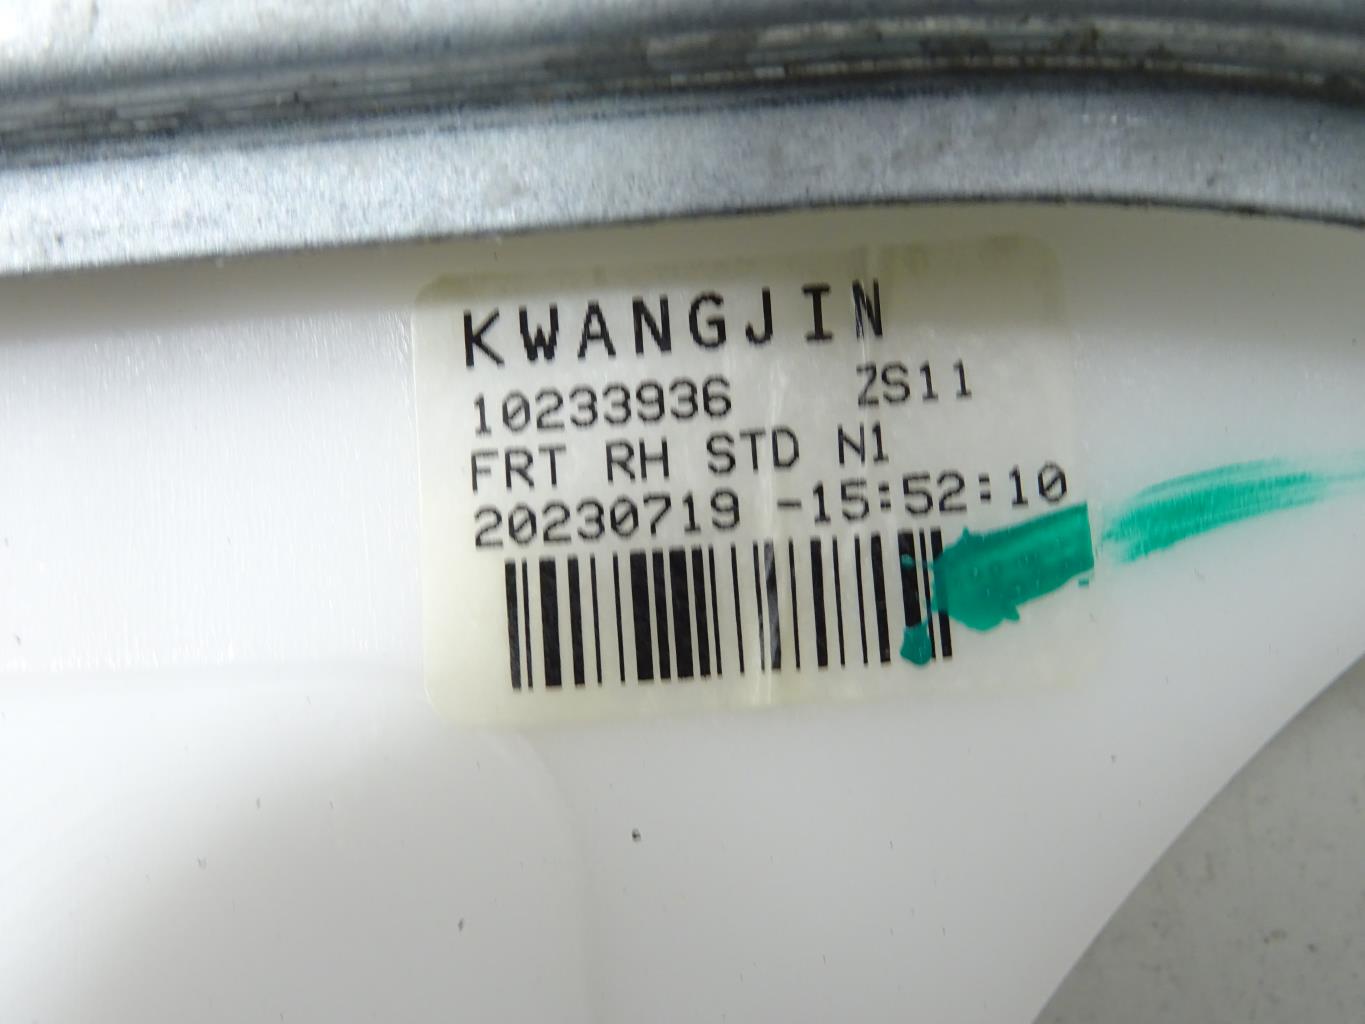 KWANGJIN
10233936 ZS11
FRT RH STD N1
20230719 -15:52:10